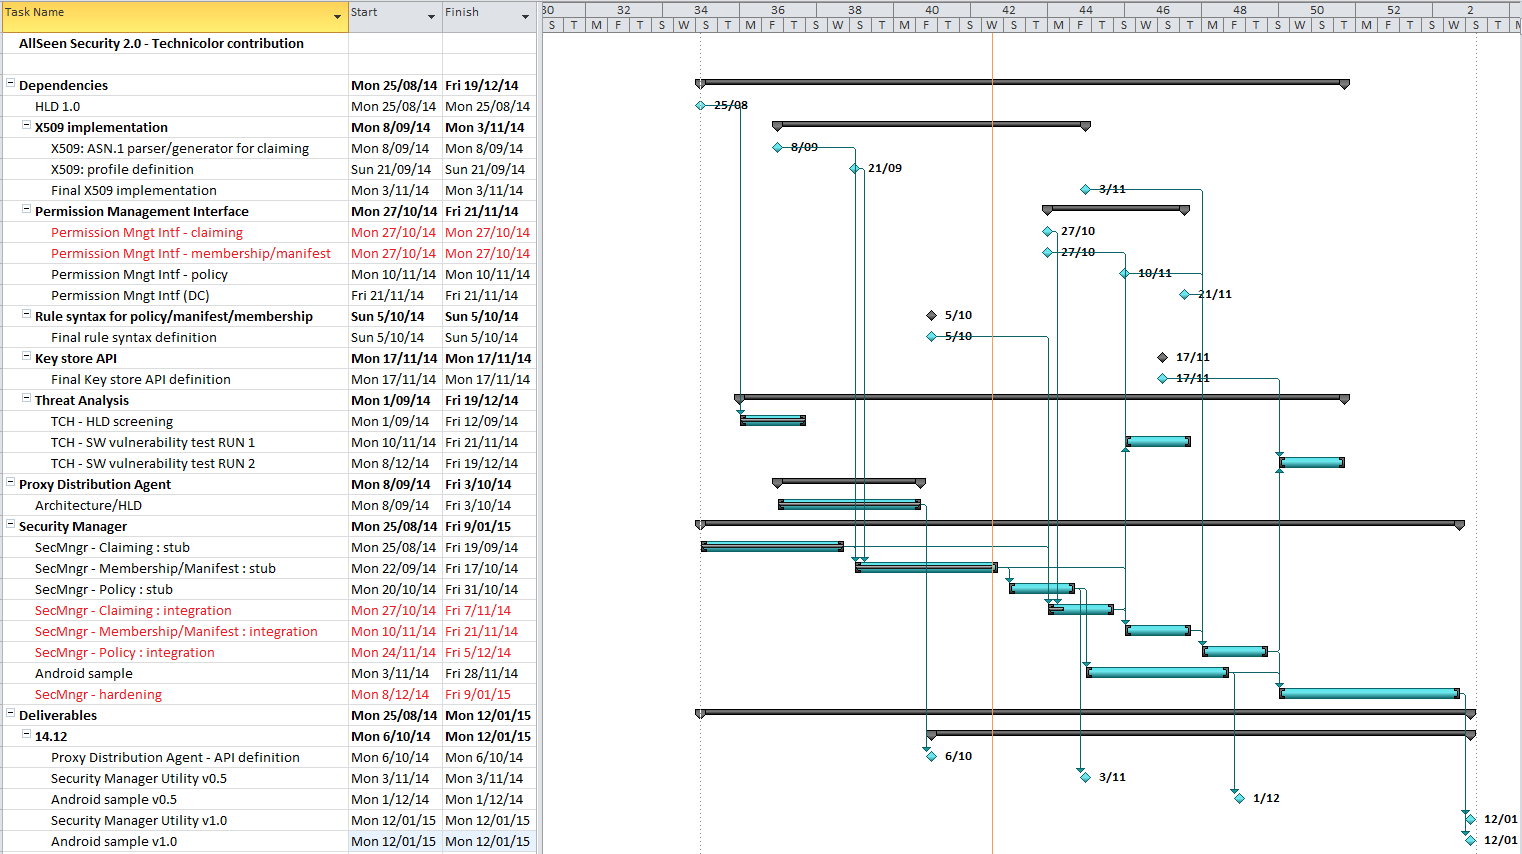 Task Name Start Finish 30 32 34 36 38 40 42 44 46 48 50 52 2
S T M F T S W S T M F T S W S T M F T S W S T M F T S W S T M F T S W S T M F T S W S T M
AllSeen Security 2.0 - Technicolor contribution
Dependencies Mon 25/08/14 Fri 19/12/14
HLD 1.0 Mon 25/08/14 Mon 25/08/14 25/08
X509 implementation Mon 8/09/14 Mon 3/11/14
X509: ASN.1 parser/generator for claiming Mon 8/09/14 Mon 8/09/14 8/09
X509: profile definition Sun 21/09/14 Sun 21/09/14 21/09
Final X509 implementation Mon 3/11/14 Mon 3/11/14 3/11
Permission Management Interface Mon 27/10/14 Fri 21/11/14
Permission Mngt Intf - claiming Mon 27/10/14 Mon 27/10/14 27/10
Permission Mngt Intf - membership/manifest Mon 27/10/14 Mon 27/10/14 27/10
Permission Mngt Intf - policy Mon 10/11/14 Mon 10/11/14 10/11
Permission Mngt Intf (DC) Fri 21/11/14 Fri 21/11/14 21/11
Rule syntax for policy/manifest/membership Sun 5/10/14 Sun 5/10/14 5/10
Final rule syntax definition Sun 5/10/14 Sun 5/10/14 5/10
Key store API Mon 17/11/14 Mon 17/11/14 17/11
Final Key store API definition Mon 17/11/14 Mon 17/11/14 17/11
Threat Analysis Mon 1/09/14 Fri 19/12/14
TCH - HLD screening Mon 1/09/14 Fri 12/09/14
TCH - SW vulnerability test RUN 1 Mon 10/11/14 Fri 21/11/14
TCH - SW vulnerability test RUN 2 Mon 8/12/14 Fri 19/12/14
Proxy Distribution Agent Mon 8/09/14 Fri 3/10/14
Architecture/HLD Mon 8/09/14 Fri 3/10/14
Security Manager Mon 25/08/14 Fri 9/01/15
SecMngr - Claiming : stub Mon 25/08/14 Fri 19/09/14
SecMngr - Membership/Manifest : stub Mon 22/09/14 Fri 17/10/14
SecMngr - Policy : stub Mon 20/10/14 Fri 31/10/14
SecMngr - Claiming : integration Mon 27/10/14 Fri 7/11/14
SecMngr - Membership/Manifest : integration Mon 10/11/14 Fri 21/11/14
SecMngr - Policy : integration Mon 24/11/14 Fri 5/12/14
Android sample Mon 3/11/14 Fri 28/11/14
SecMngr - hardening Mon 8/12/14 Fri 9/01/15
Deliverables Mon 25/08/14 Mon 12/01/15
14.12 Mon 6/10/14 Mon 12/01/15
Proxy Distribution Agent - API definition Mon 6/10/14 Mon 6/10/14 6/10
Security Manager Utility v0.5 Mon 3/11/14 Mon 3/11/14 3/11
Android sample v0.5 Mon 1/12/14 Mon 1/12/14 1/12
Security Manager Utility v1.0 Mon 12/01/15 Mon 12/01/15 12/01
Android sample v1.0 Mon 12/01/15 Mon 12/01/15 12/01